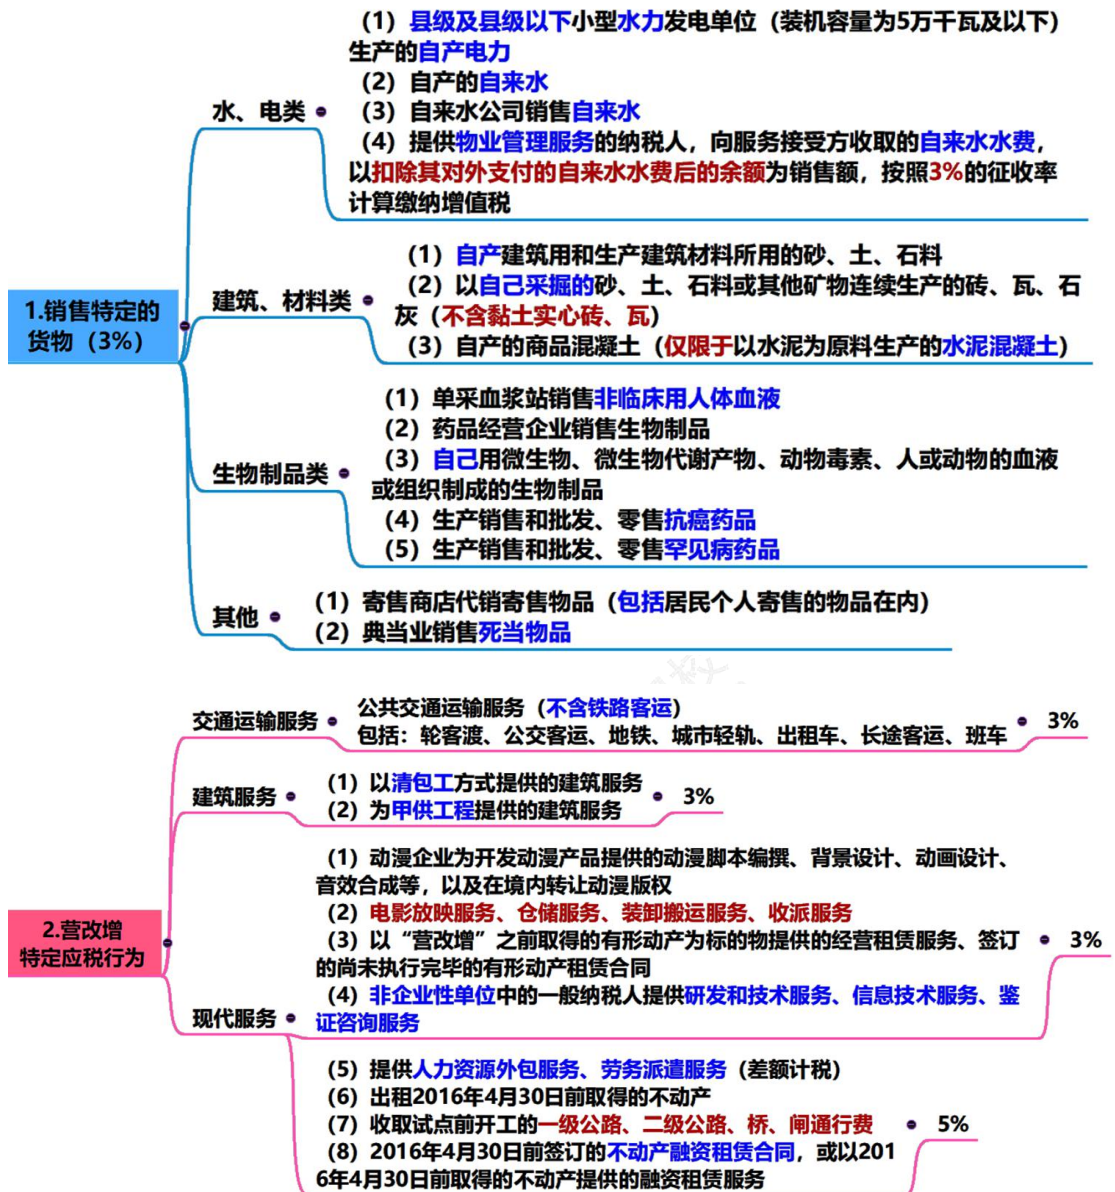 （1）县级及县级以下小型水力发电单位（装机容量为5万千瓦及以下）
生产的自产电力
（2）自产的自来水
水、电类
（3）自来水公司销售自来水
（4）提供物业管理服务的纳税人，向服务接受方收取的自来水水费，
以扣除其对外支付的自来水水费后的余额为销售额，按照3%的征收率
计算缴纳增值税
（1）自产建筑用和生产建筑材料所用的砂、土、石料
（2）以自己采掘的砂、土、石料或其他矿物连续生产的砖、瓦、石
1.销售特定的
货物（3%）
建筑、材料类
灰（不含黏土实心砖、瓦）
（3）自产的商品混凝土（仅限于以水泥为原料生产的水泥混凝土）
（1）单采血浆站销售非临床用人体血液
（2）药品经营企业销售生物制品
（3）自己用微生物、微生物代谢产物、动物毒素、人或动物的血液
生物制品类
或组织制成的生物制品
（4）生产销售和批发、零售抗癌药品
（5）生产销售和批发、零售罕见病药品
（1）寄售商店代销寄售物品（包括居民个人寄售的物品在内）
其他
（2）典当业销售死当物品
公共交通运输服务（不含铁路客运）
交通运输服务
包括：轮客渡、公交客运、地铁、城市轻轨、出租车、长途客运、班车
3%
（1）以清包工方式提供的建筑服务
建筑服务
（2）为甲供工程提供的建筑服务
3%
（1）动漫企业为开发动漫产品提供的动漫脚本编撰、背景设计、动画设计、
音效合成等，以及在境内转让动漫版权
（2）电影放映服务、仓储服务、装卸搬运服务、收派服务
2.营改增
特定应税行为
（3）以“营改增”之前取得的有形动产为标的物提供的经营租赁服务、签订
的尚未执行完毕的有形动产租赁合同
3%
（4）非企业性单位中的一般纳税人提供研发和技术服务、信息技术服务、鉴
证咨询服务
现代服务
（5）提供人力资源外包服务、劳务派遣服务（差额计税）
（6）出租2016年4月30日前取得的不动产
（7）收取试点前开工的一级公路、二级公路、桥、闸通行费
5%
（8）2016年4月30日前签订的不动产融资租赁合同，或以201
6年4月30日前取得的不动产提供的融资租赁服务